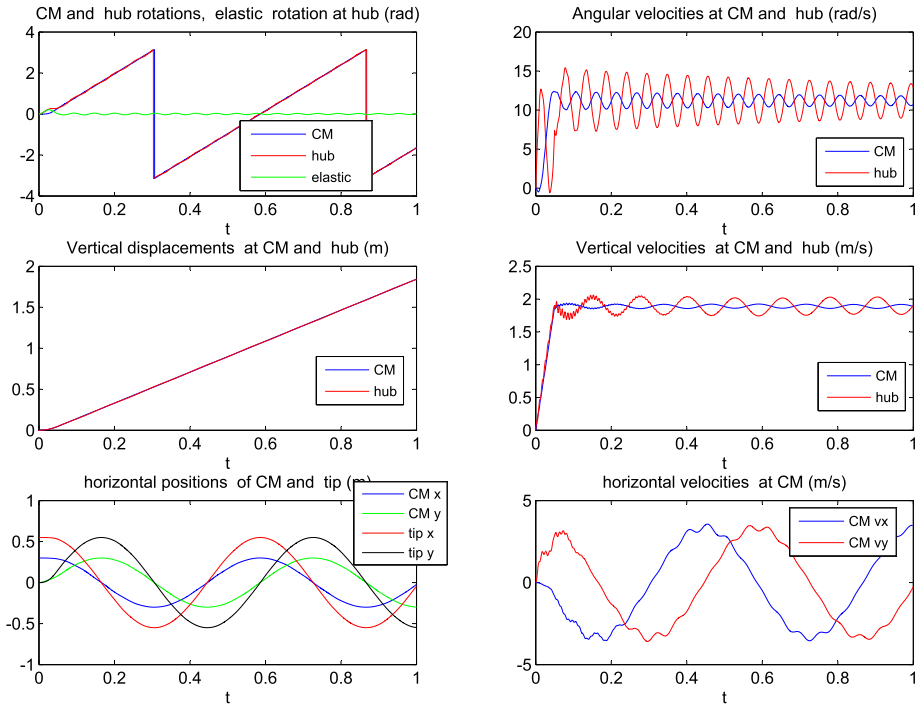 CM and hub rotations, elastic rotation at hub (rad)
4
2
0
-2
-4
0
0.2
0.4
0.6
0.8
1
t
CM
hub
elastic
Angular velocities at CM and hub (rad/s)
20
15
10
5
0
0
0.2
0.4
0.6
0.8
1
t
CM
hub
Vertical displacements at CM and hub (m)
2
1.5
1
0.5
0
0
0.2
0.4
0.6
0.8
1
t
CM
hub
Vertical velocities at CM and hub (m/s)
2.5
2
1.5
1
0.5
0
0
0.2
0.4
0.6
0.8
1
t
CM
hub
horizontal positions of CM and tip (m)
1
0.5
0
-0.5
-1
0
0.2
0.4
0.6
0.8
1
t
CM x
CM y
tip x
tip y
horizontal velocities at CM (m/s)
5
0
-5
0
0.2
0.4
0.6
0.8
1
t
CM vx
CM vy